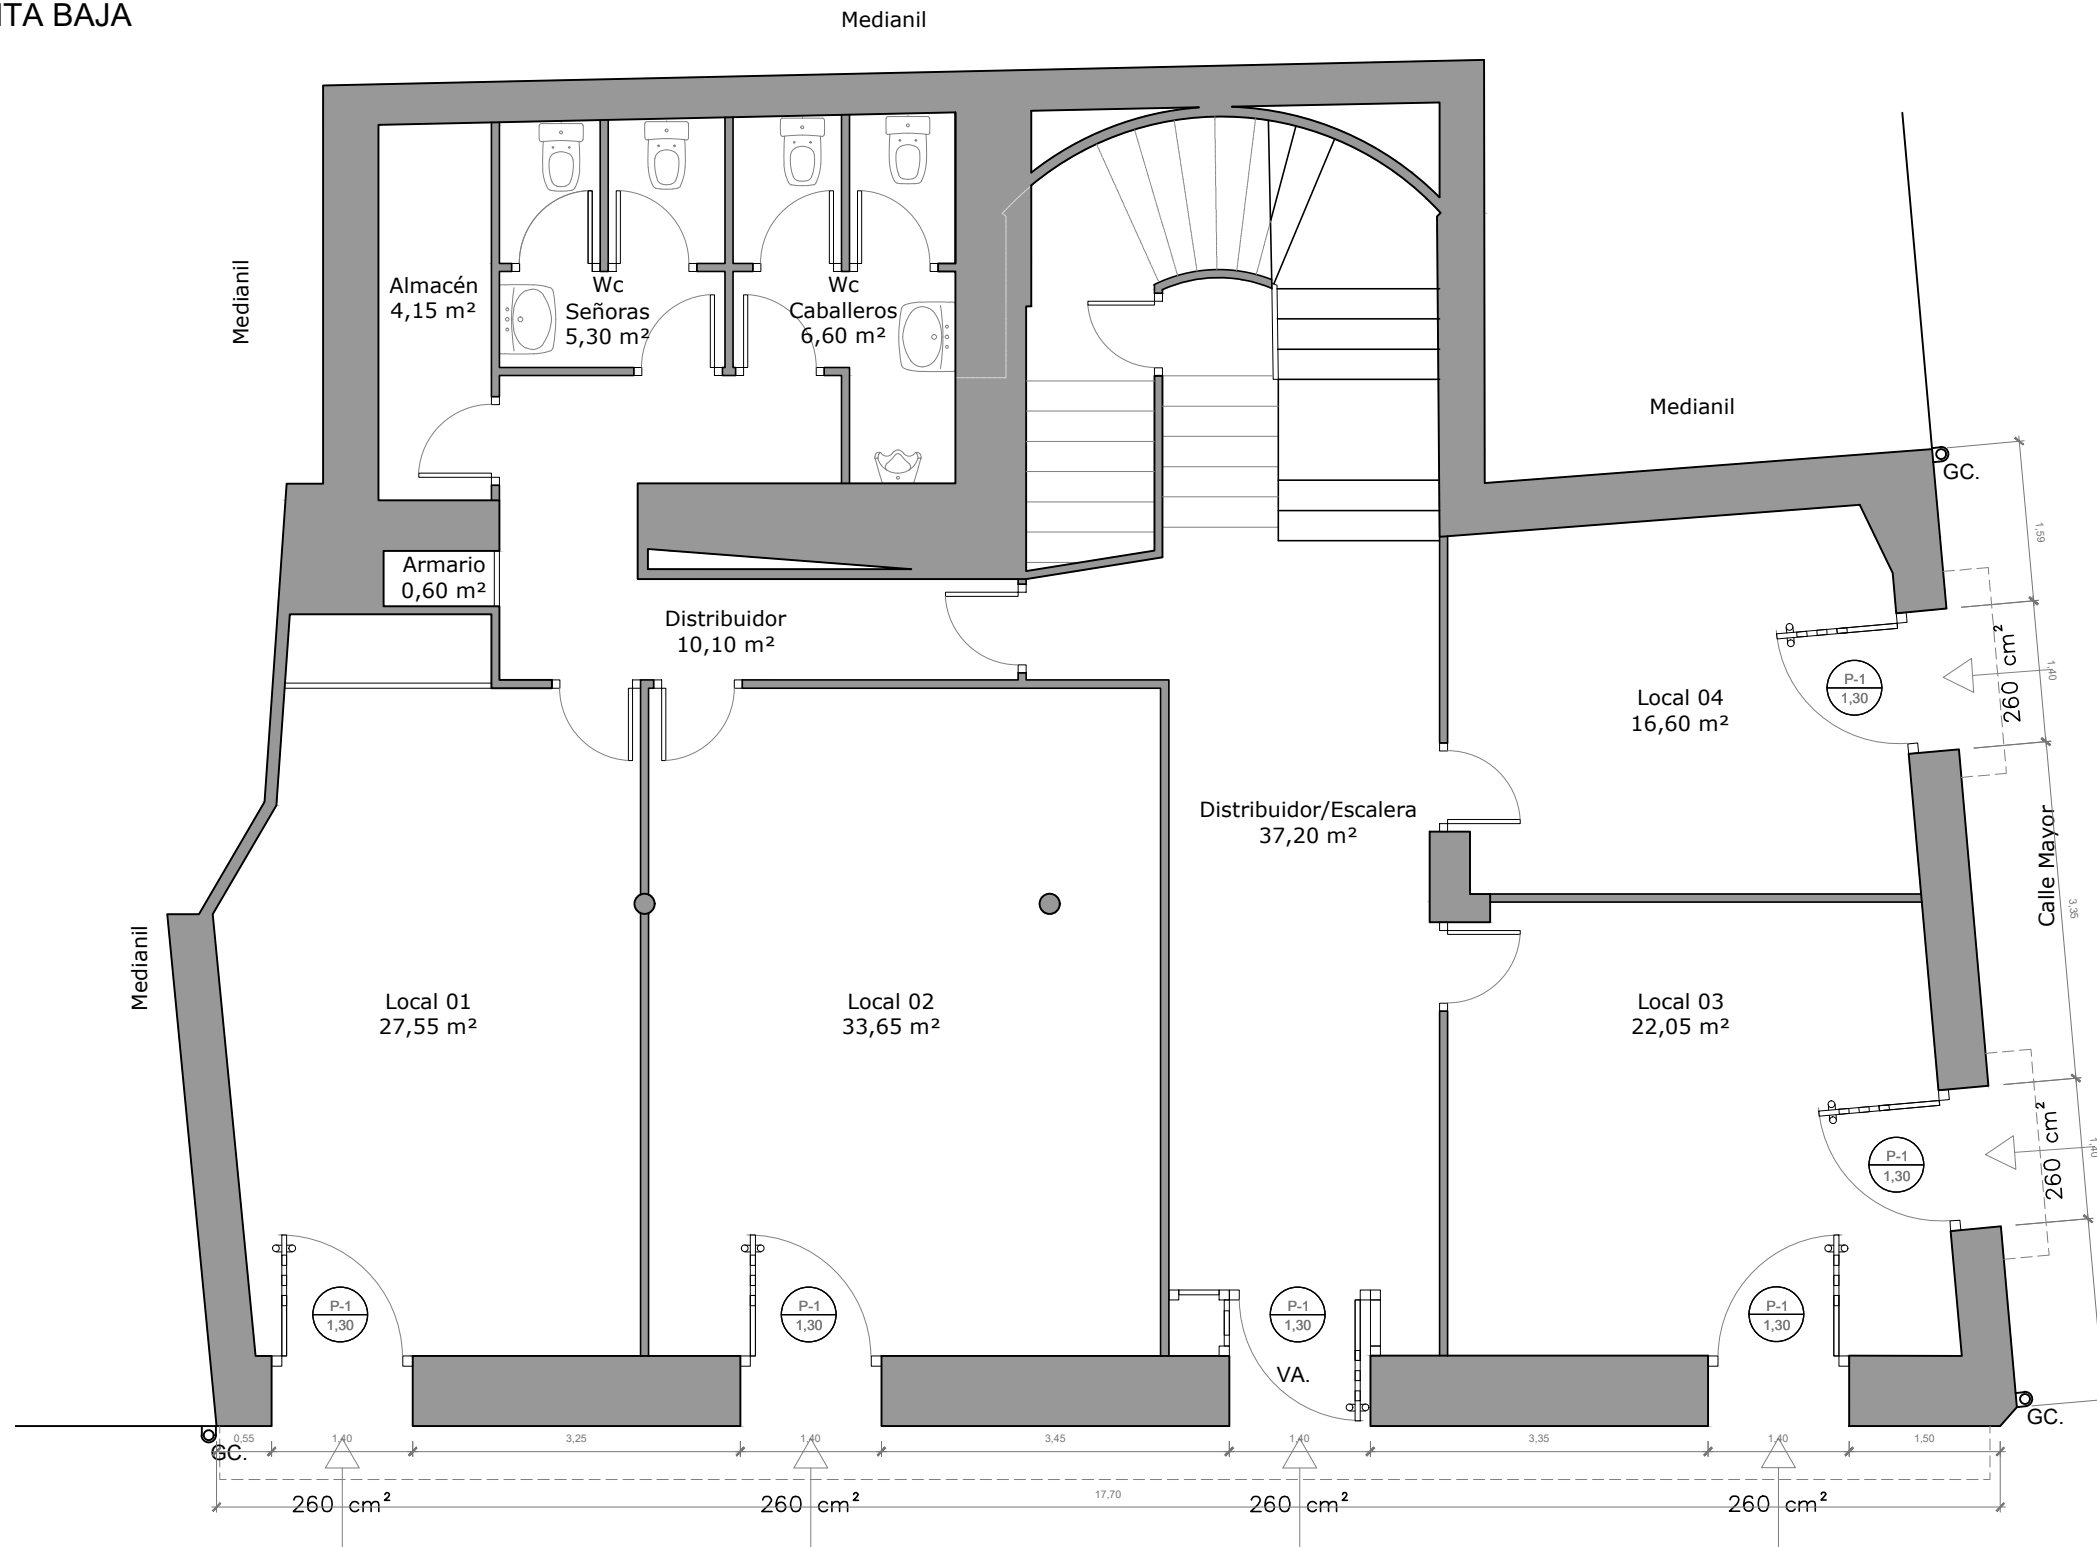 NTA BAJA
Medianil
Medianil
Almacén
4,15 m²
Wc
Señoras
5,30 m²
Wc
Caballeros
6,60 m²
Medianil
GC.
1,59
Armario
0,60 m²
Distribuidor
10,10 m²
260 cm²
1,40
P-1
1,30
Local 04
16,60 m²
Distribuidor/Escalera
37,20 m²
Calle Mayor
3,35
Medianil
Local 01
27,55 m²
Local 02
33,65 m²
Local 03
22,05 m²
260 cm²
1,40
P-1
1,30
P-1
1,30
P-1
1,30
P-1
1,30
P-1
1,30
VA.
GC.
GC.
0,55
1,40
3,25
1,40
3,45
1,40
3,35
1,40
1,50
17,70
260 cm²
260 cm²
260 cm²
260 cm²